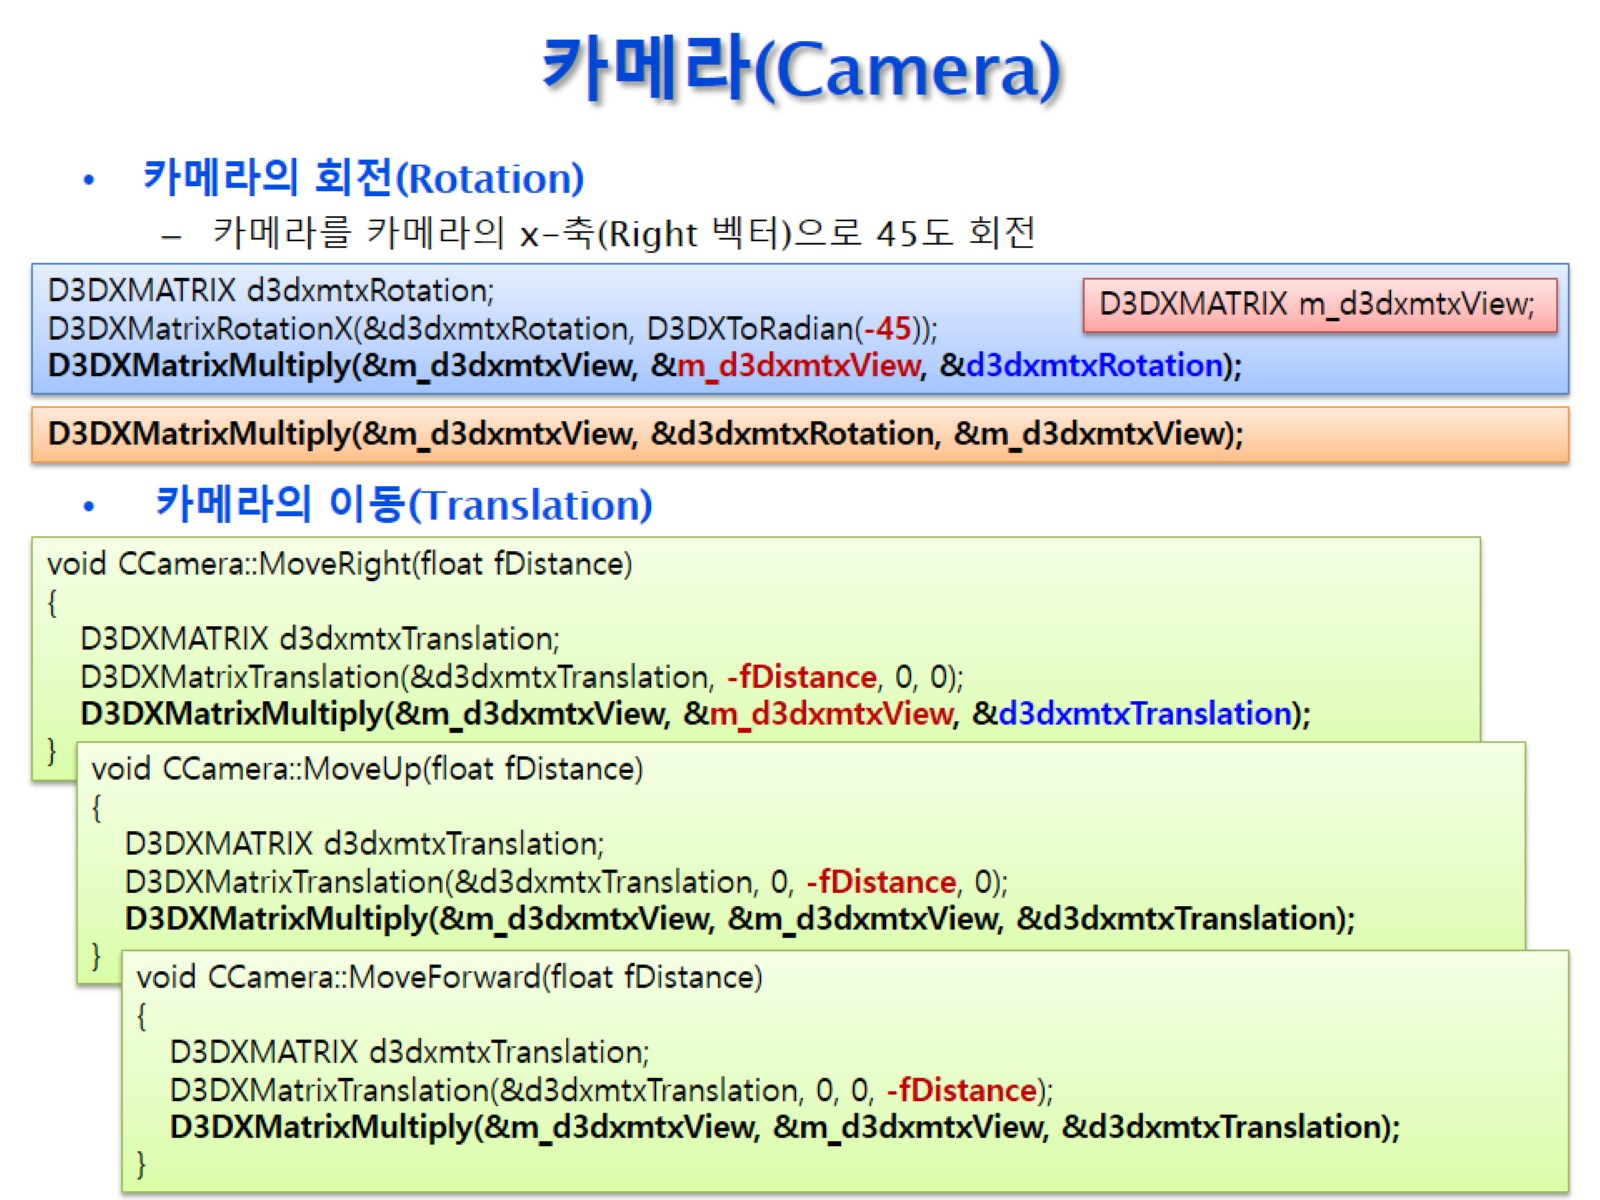 카메라(Camera)
• 카메라의 회전(Rotation)
– 카메라를 카메라의 x-축(Right 벡터)으로 45도 회전
D3DXMATRIX d3dxmtxRotation;
D3DXMATRIX m_d3dxmtxView;
D3DXMatrixRotationX(&d3dxmtxRotation, D3DXToRadian(-45));
D3DXMatrixMultiply(&m_d3dxmtxView, &m_d3dxmtxView, &d3dxmtxRotation);
D3DXMatrixMultiply(&m_d3dxmtxView, &d3dxmtxRotation, &m_d3dxmtxView);
• 카메라의 이동(Translation)
void CCamera::MoveRight(float fDistance)
{
D3DXMATRIX d3dxmtxTranslation;
D3DXMatrixTranslation(&d3dxmtxTranslation, -fDistance, 0, 0);
D3DXMatrixMultiply(&m_d3dxmtxView, &m_d3dxmtxView, &d3dxmtxTranslation);
}
void CCamera::MoveUp(float fDistance)
{
D3DXMATRIX d3dxmtxTranslation;
D3DXMatrixTranslation(&d3dxmtxTranslation, 0, -fDistance, 0);
D3DXMatrixMultiply(&m_d3dxmtxView, &m_d3dxmtxView, &d3dxmtxTranslation);
}
void CCamera::MoveForward(float fDistance)
{
D3DXMATRIX d3dxmtxTranslation;
D3DXMatrixTranslation(&d3dxmtxTranslation, 0, 0, -fDistance);
D3DXMatrixMultiply(&m_d3dxmtxView, &m_d3dxmtxView, &d3dxmtxTranslation);
}